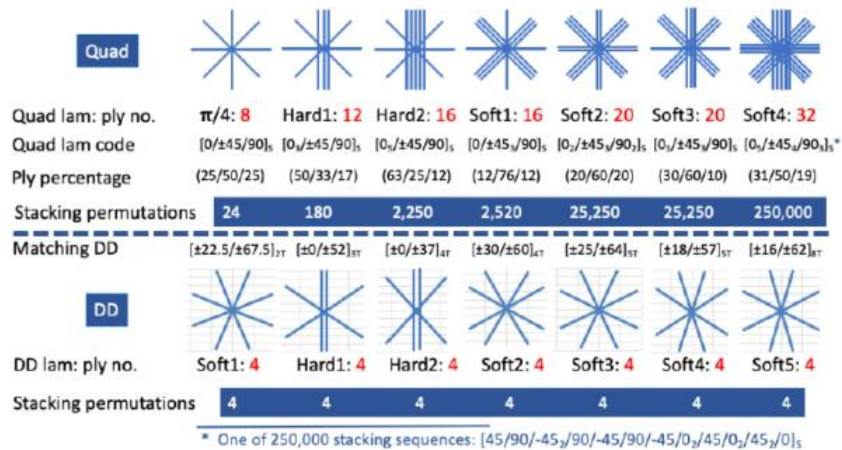 Quad
Quad lam: ply no. π/4: 8 Hard1: 12 Hard2: 16 Soft1: 16 Soft2: 20 Soft3: 20 Soft4: 32
Quad lam code [0/±45/90]ₛ [0₃/±45/90]ₛ [0₅/±45/90]ₛ [0/±45₃/90]ₛ [0₂/±45₃/90₂]ₛ [0₃/±45₃/90]ₛ [0₅/±45₄/90₃]ₛ*
Ply percentage (25/50/25) (50/33/17) (63/25/12) (12/76/12) (20/60/20) (30/60/10) (31/50/19)
Stacking permutations 24 180 2,250 2,520 25,250 25,250 250,000
Matching DD [±22.5/±67.5]₂T [±0/±52]₃T [±0/±37]₄T [±30/±60]₄T [±25/±64]₅T [±18/±57]₅T [±16/±62]₈T
DD
DD lam: ply no. Soft1: 4 Hard1: 4 Hard2: 4 Soft2: 4 Soft3: 4 Soft4: 4 Soft5: 4
Stacking permutations 4 4 4 4 4 4 4
* One of 250,000 stacking sequences: [45/90/-45₂/90/-45/90/-45/0₂/45/0₂/45₂/0]ₛ